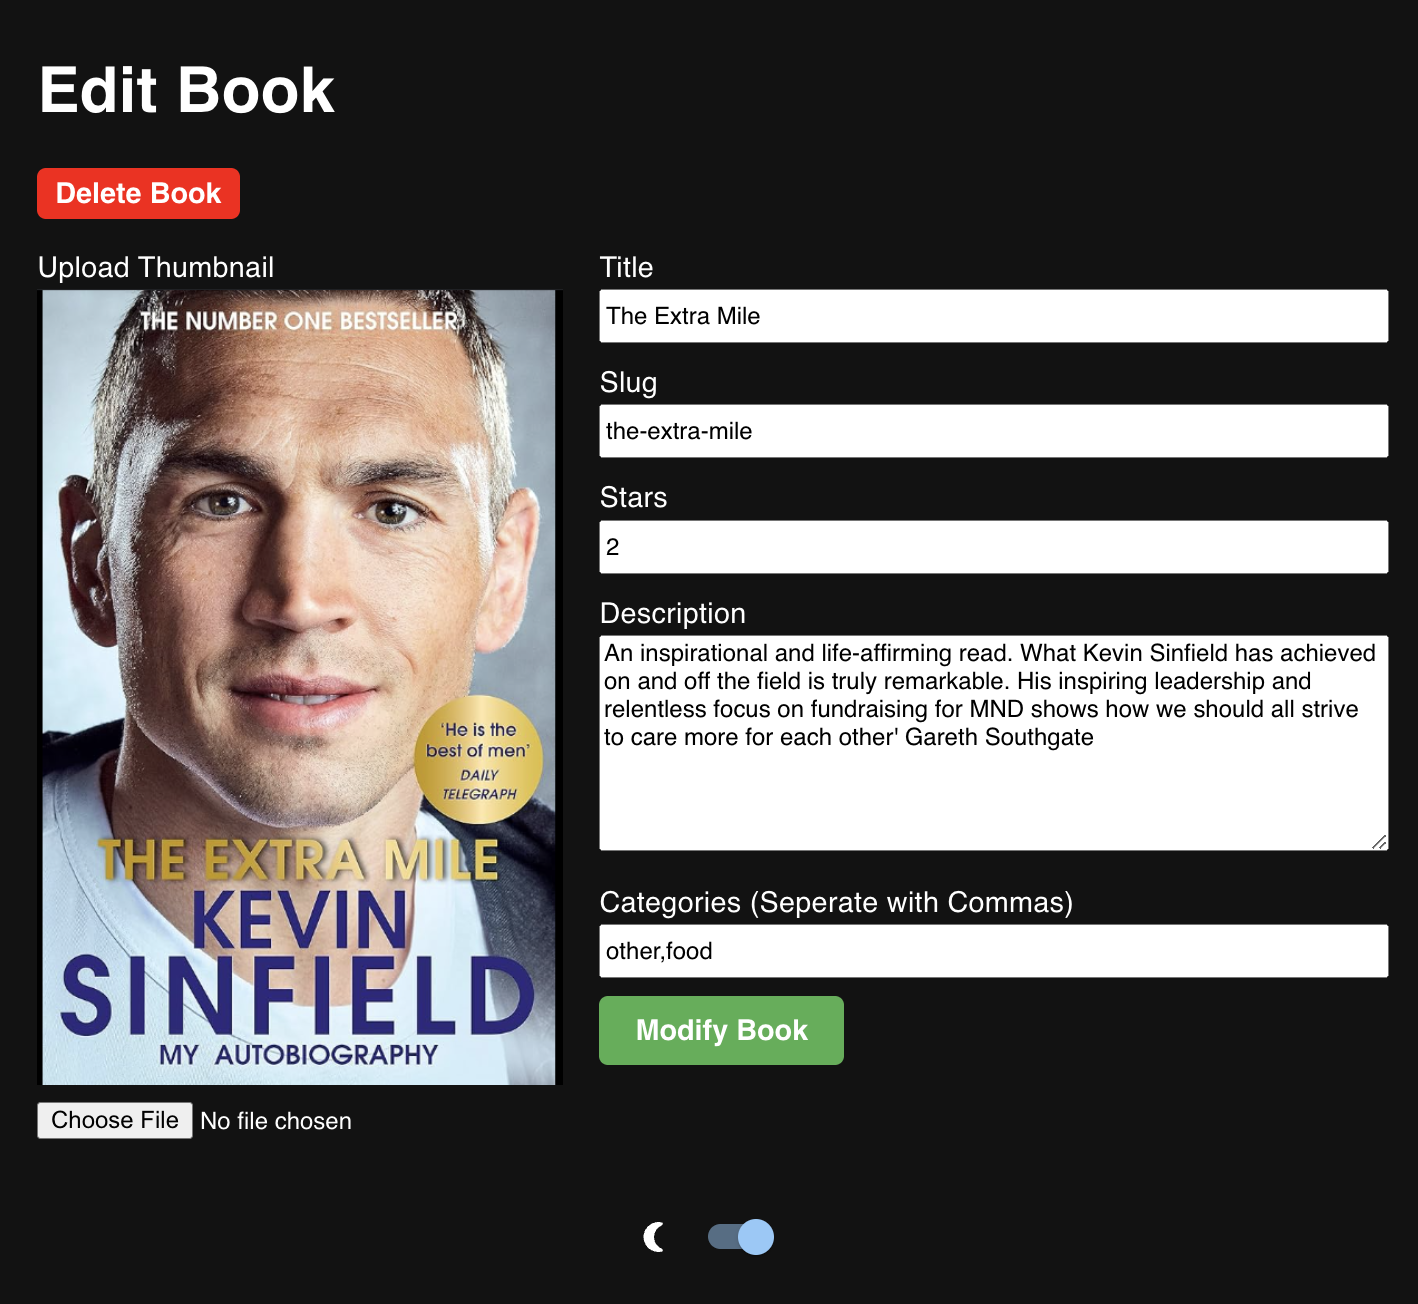 Edit Book
Delete Book
Upload Thumbnail
THE NUMBER ONE BESTSELLER
'He is the
best of men'
DAILY
TELEGRAPH
THE EXTRA MILE
KEVIN
SINFIELD
MY AUTOBIOGRAPHY
Choose File No file chosen
Title
The Extra Mile
Slug
the-extra-mile
Stars
2
Description
An inspirational and life-affirming read. What Kevin Sinfield has achieved
on and off the field is truly remarkable. His inspiring leadership and
relentless focus on fundraising for MND shows how we should all strive
to care more for each other' Gareth Southgate
Categories (Seperate with Commas)
other,food
Modify Book